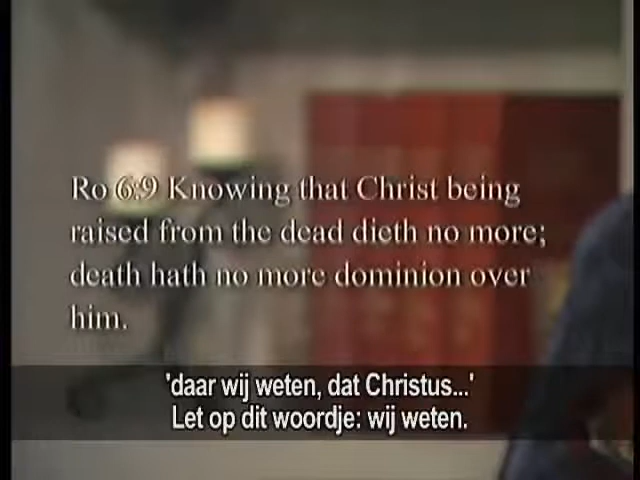 Ro 6:9 Knowing that Christ being
raised from the dead dieth no more;
death hath no more dominion over
him.
'daar wij weten, dat Christus...'
Let op dit woordje: wij weten.